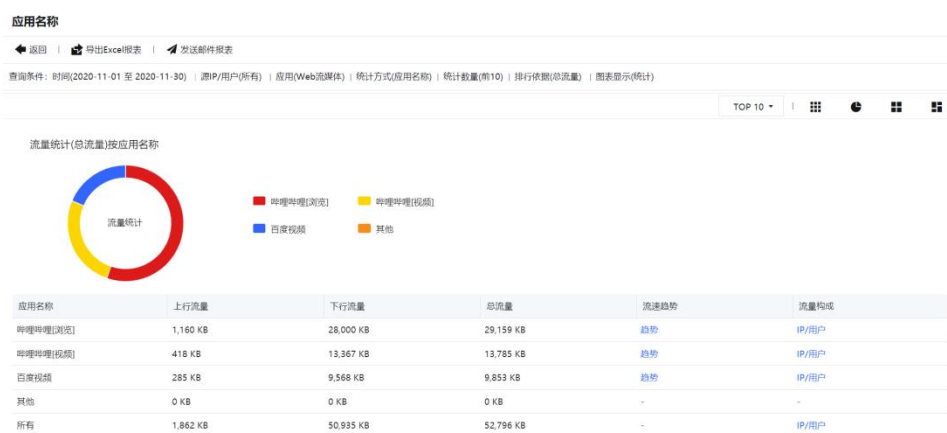 应用名称
返回 | 导出Excel报表 | 发送邮件报表
查询条件：时间(2020-11-01 至 2020-11-30) | 源IP/用户(所有) | 应用(Web流媒体) | 统计方式(应用名称) | 统计数量(前10) | 排行依据(总流量) | 图表显示(统计)
TOP 10
流量统计(总流量)按应用名称
流量统计
哔哩哔哩[浏览] 哔哩哔哩[视频]
百度视频 其他
应用名称 上行流量 下行流量 总流量 流速趋势 流量构成
哔哩哔哩[浏览] 1,160 KB 28,000 KB 29,159 KB 趋势 IP/用户
哔哩哔哩[视频] 418 KB 13,367 KB 13,785 KB 趋势 IP/用户
百度视频 285 KB 9,568 KB 9,853 KB 趋势 IP/用户
其他 0 KB 0 KB 0 KB - -
所有 1,862 KB 50,935 KB 52,796 KB - IP/用户